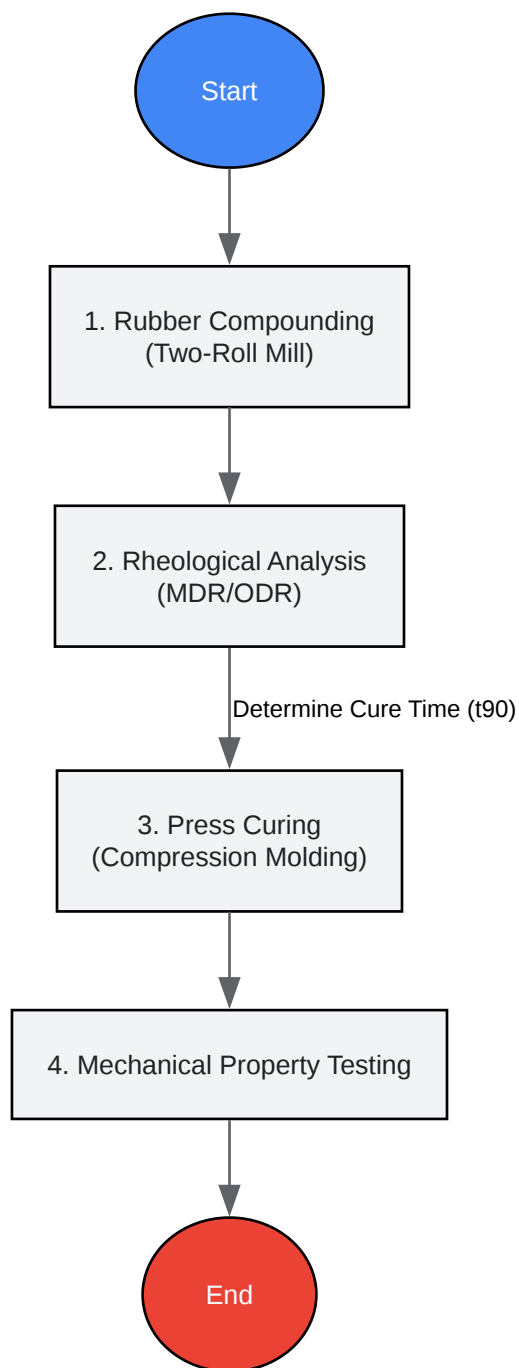 Start
1. Rubber Compounding
(Two-Roll Mill)
2. Rheological Analysis
(MDR/ODR)
Determine Cure Time (t90)
3. Press Curing
(Compression Molding)
4. Mechanical Property Testing
End